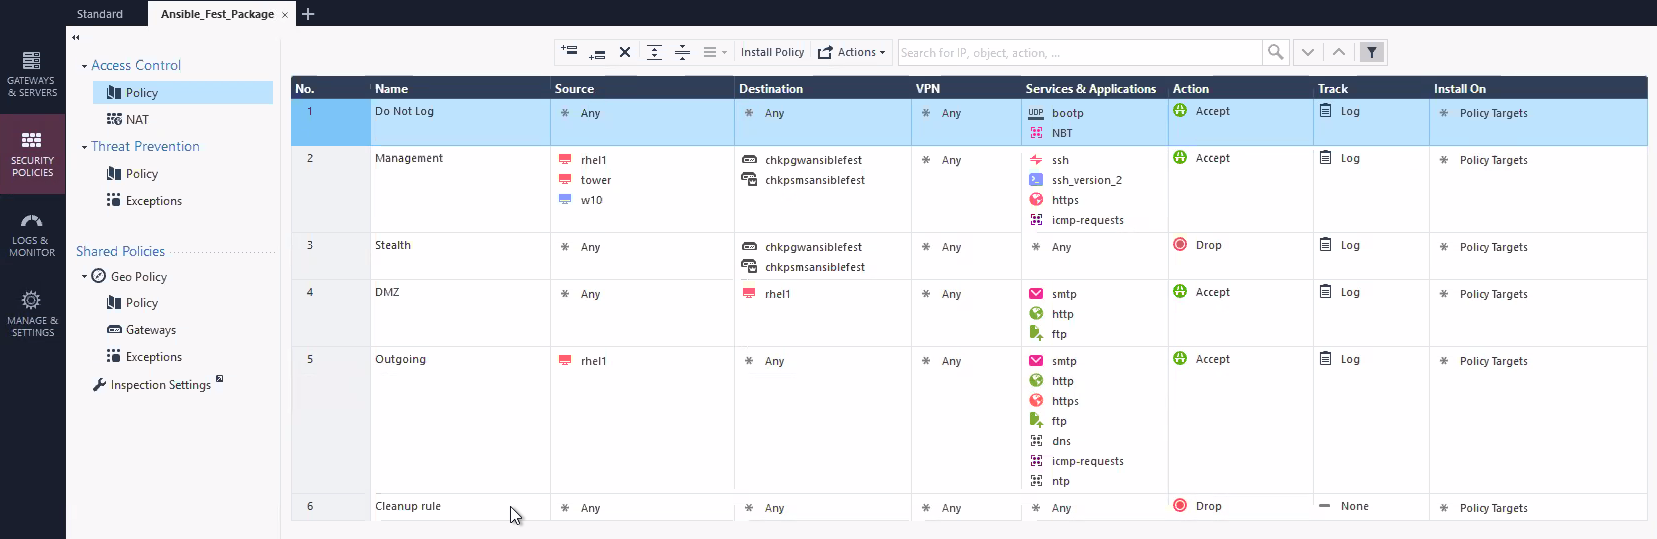 Standard
Ansible_Fest_Package
GATEWAYS
& SERVERS
SECURITY
POLICIES
LOGS &
MONITOR
MANAGE &
SETTINGS
Access Control
Policy
NAT
Threat Prevention
Policy
Exceptions
Shared Policies
Geo Policy
Policy
Gateways
Exceptions
Inspection Settings
Install Policy Actions Search for IP, object, action, ...
No. Name Source Destination VPN Services & Applications Action Track Install On
1 Do Not Log * Any * Any * Any UDP bootp Accept Log * Policy Targets
NBT
2 Management rhel1 chkpgwansiblefest * Any ssh Accept Log * Policy Targets
tower chkpsmsansiblefest ssh_version_2
w10 https
icmp-requests
3 Stealth * Any chkpgwansiblefest * Any * Any Drop Log * Policy Targets
chkpsmsansiblefest
4 DMZ * Any rhel1 * Any smtp Accept Log * Policy Targets
http
ftp
5 Outgoing rhel1 * Any * Any smtp Accept Log * Policy Targets
http
https
ftp
dns
icmp-requests
ntp
6 Cleanup rule * Any * Any * Any * Any Drop None * Policy Targets